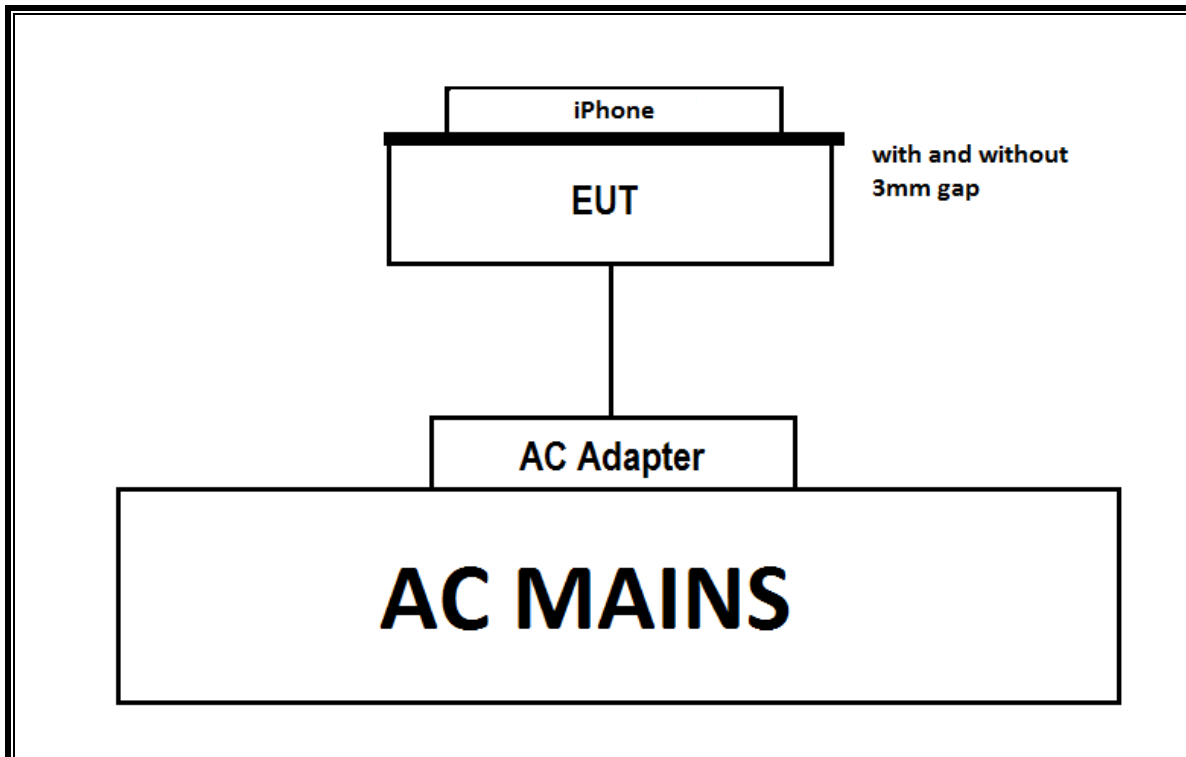 iPhone
with and without
3mm gap
EUT
AC Adapter
AC MAINS